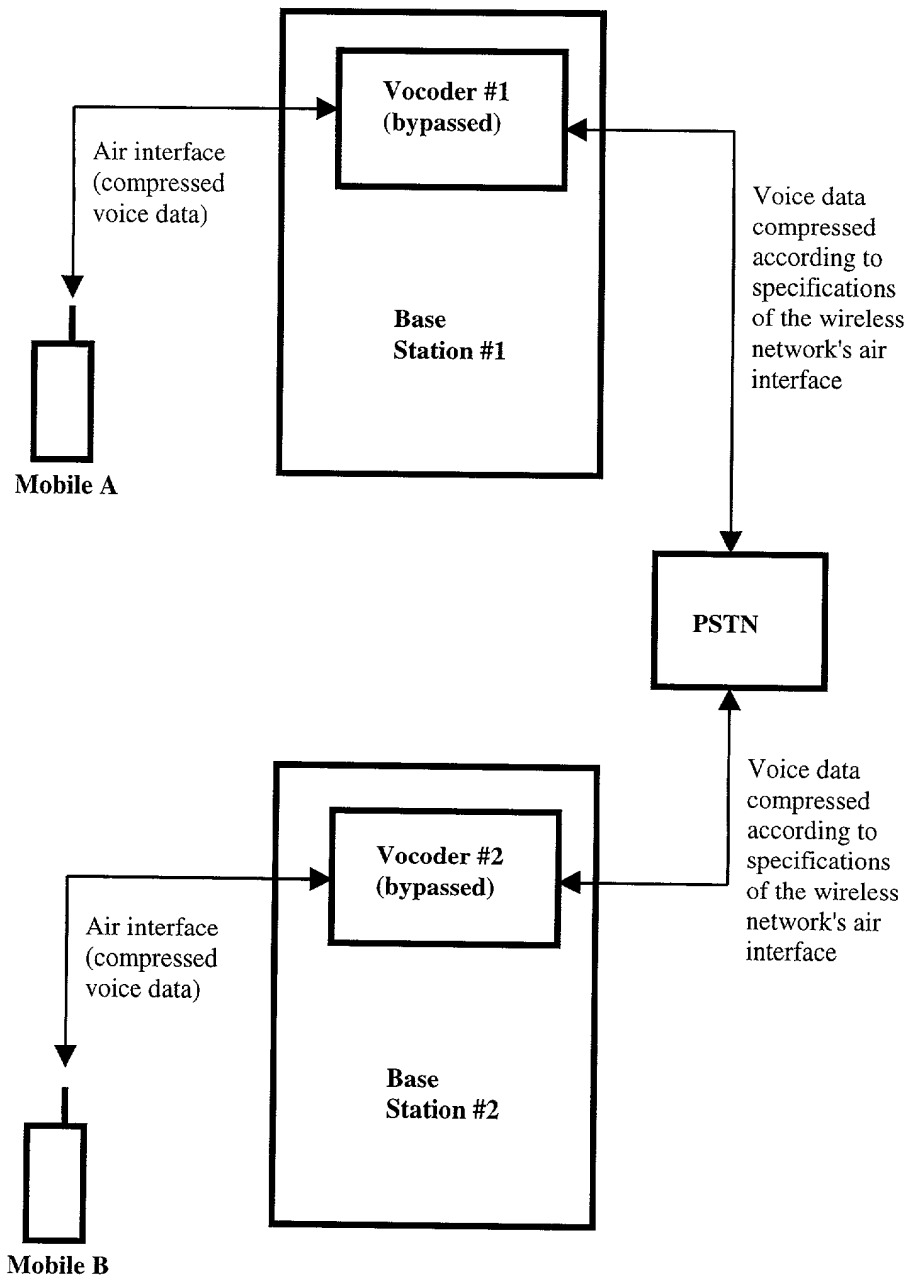 Vocoder #1
(bypassed)
Air interface
(compressed
voice data)
Voice data
compressed
according to
specifications
of the wireless
network's air
interface
Base
Station #1
Mobile A
PSTN
Voice data
compressed
according to
specifications
of the wireless
network's air
interface
Vocoder #2
(bypassed)
Air interface
(compressed
voice data)
Base
Station #2
Mobile B